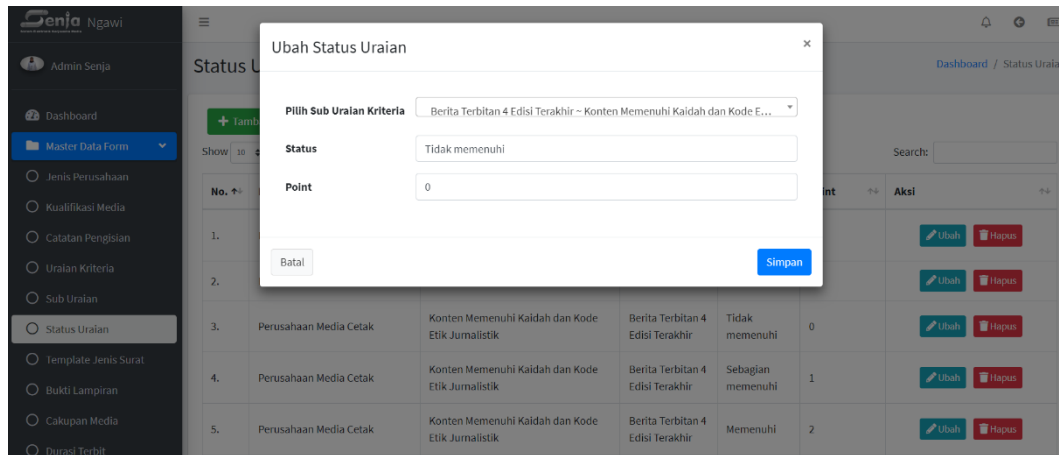 Senja Ngawi
Admin Senja
Dashboard
Master Data Form
Jenis Perusahaan
Kualifikasi Media
Catatan Pengisian
Uraian Kriteria
Sub Uraian
Status Uraian
Template Jenis Surat
Bukti Lampiran
Cakupan Media
Durasi Terbit
Status U
Dashboard / Status Uraia
+ Tamb
Show 10
Search:
Ubah Status Uraian ×
Pilih Sub Uraian Kriteria Berita Terbitan 4 Edisi Terakhir ~ Konten Memenuhi Kaidah dan Kode E...
Status Tidak memenuhi
Point 0
Batal Simpan
No. int Aksi
1. Ubah Hapus
2. Ubah Hapus
3. Perusahaan Media Cetak Konten Memenuhi Kaidah dan Kode Etik Jurnalistik Berita Terbitan 4 Edisi Terakhir Tidak memenuhi 0 Ubah Hapus
4. Perusahaan Media Cetak Konten Memenuhi Kaidah dan Kode Etik Jurnalistik Berita Terbitan 4 Edisi Terakhir Sebagian memenuhi 1 Ubah Hapus
5. Perusahaan Media Cetak Konten Memenuhi Kaidah dan Kode Etik Jurnalistik Berita Terbitan 4 Edisi Terakhir Memenuhi 2 Ubah Hapus